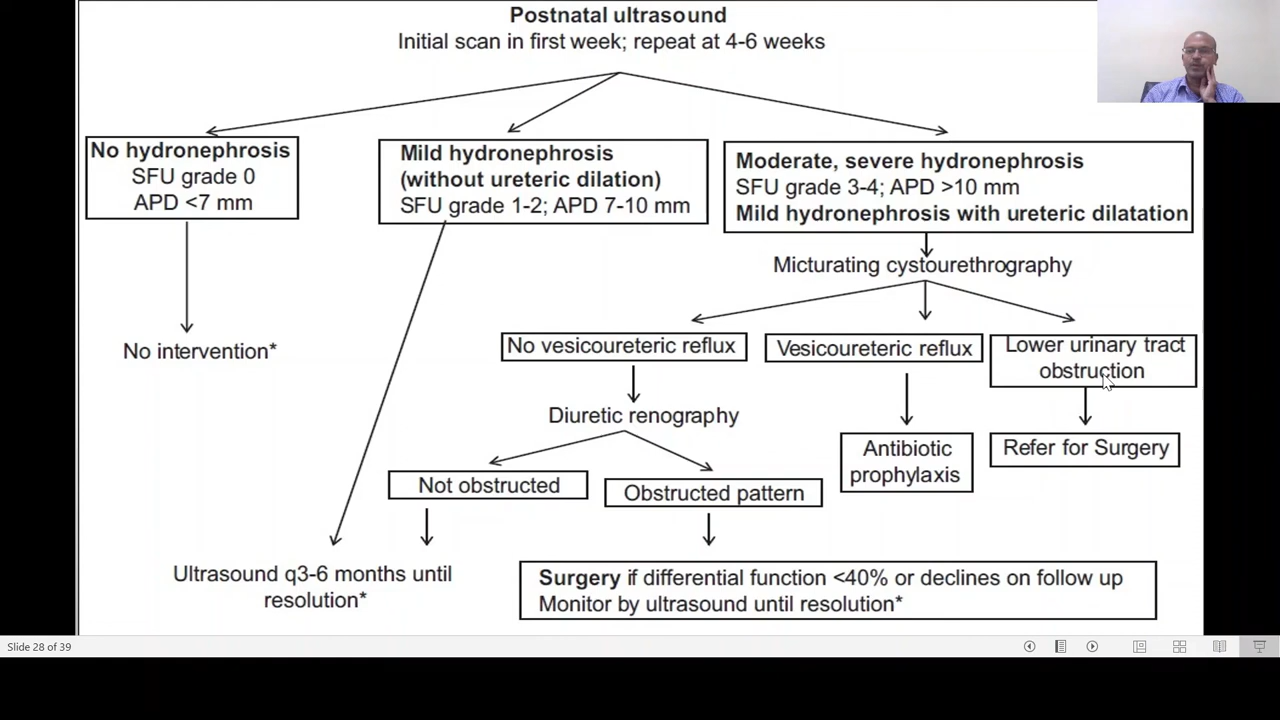 Postnatal ultrasound
Initial scan in first week; repeat at 4-6 weeks
No hydronephrosis
SFU grade 0
APD <7 mm
Mild hydronephrosis
(without ureteric dilation)
SFU grade 1-2; APD 7-10 mm
Moderate, severe hydronephrosis
SFU grade 3-4; APD >10 mm
Mild hydronephrosis with ureteric dilatation
Micturating cystourethrography
No intervention*
No vesicoureteric reflux
Vesicoureteric reflux
Lower urinary tract
obstruction
Diuretic renography
Antibiotic
prophylaxis
Refer for Surgery
Not obstructed
Obstructed pattern
Ultrasound q3-6 months until
resolution*
Surgery if differential function <40% or declines on follow up
Monitor by ultrasound until resolution*
Slide 28 of 39